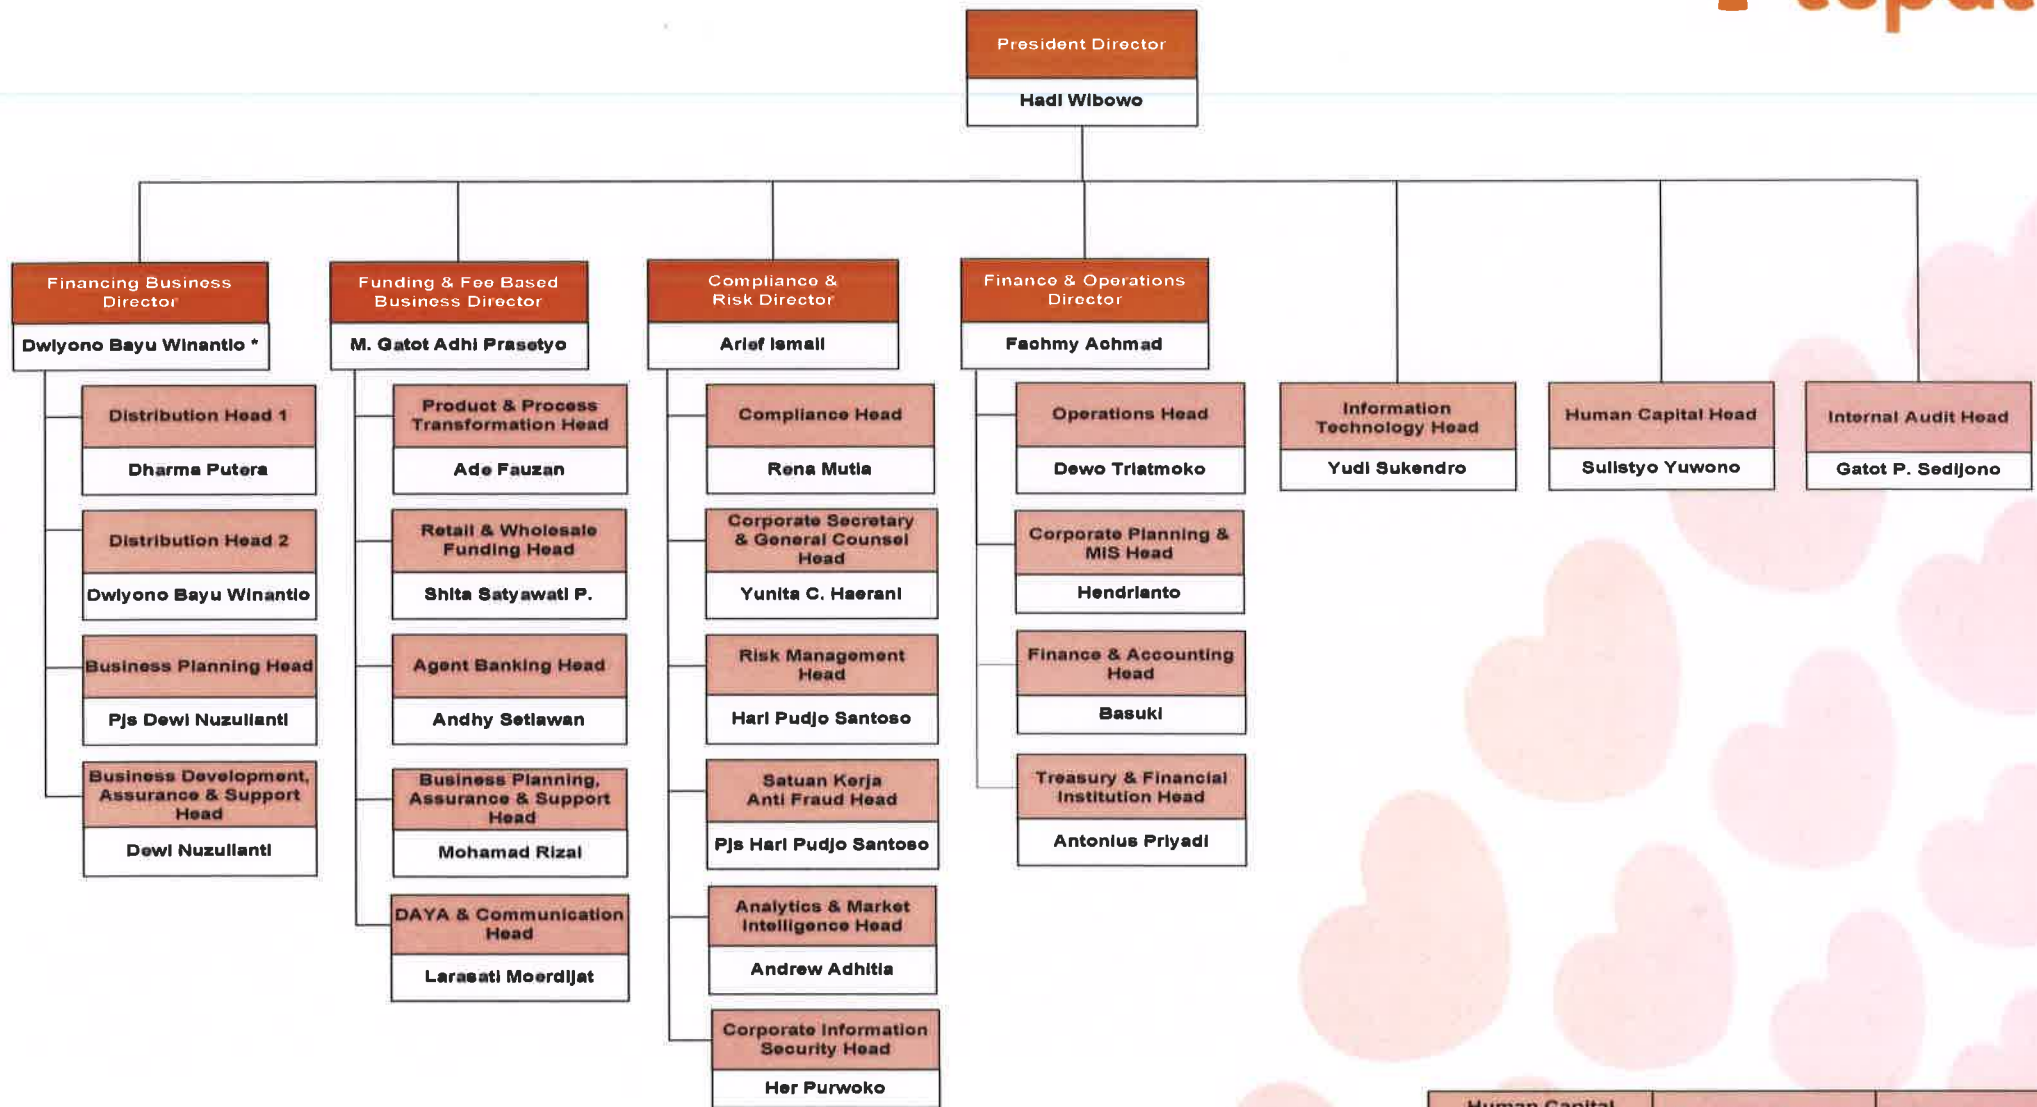 President Director
Hadi Wibowo
Financing Business
Director
Dwiyono Bayu Winantio *
Distribution Head 1
Dharma Putera
Distribution Head 2
Dwiyono Bayu Winantio
Business Planning Head
Pjs Dewi Nuzulianti
Business Development,
Assurance & Support
Head
Dewi Nuzulianti
Funding & Fee Based
Business Director
M. Gatot Adhi Prasetyo
Product & Process
Transformation Head
Ade Fauzan
Retail & Wholesale
Funding Head
Shita Satyawati P.
Agent Banking Head
Andhy Setiawan
Business Planning,
Assurance & Support
Head
Mohamad Rizal
DAYA & Communication
Head
Larasati Moerdijat
Compliance &
Risk Director
Arief Ismail
Compliance Head
Rena Mutia
Corporate Secretary
& General Counsel
Head
Yunita C. Haerani
Risk Management
Head
Hari Pudjo Santoso
Satuan Kerja
Anti Fraud Head
Pjs Hari Pudjo Santoso
Analytics & Market
Intelligence Head
Andrew Adhitia
Corporate Information
Security Head
Her Purwoko
Finance & Operations
Director
Fachmy Achmad
Operations Head
Dewo Triatmoko
Corporate Planning &
MIS Head
Hendrianto
Finance & Accounting
Head
Basuki
Treasury & Financial
Institution Head
Antonius Priyadi
Information
Technology Head
Yudi Sukendro
Human Capital Head
Sulistyo Yuwono
Internal Audit Head
Gatot P. Sedijono
Human Capital